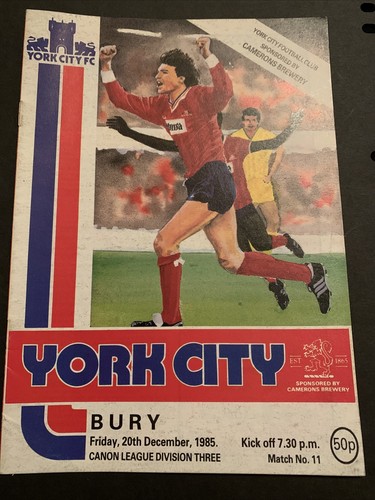 YORK CITY FC
YORK CITY FOOTBALL CLUB
SPONSORED BY
CAMERONS BREWERY
YORK CITY
EST 1865
SPONSORED BY
CAMERONS BREWERY
BURY
Friday, 20th December, 1985.
CANON LEAGUE DIVISION THREE
Kick off 7.30 p.m.
Match No. 11
50p